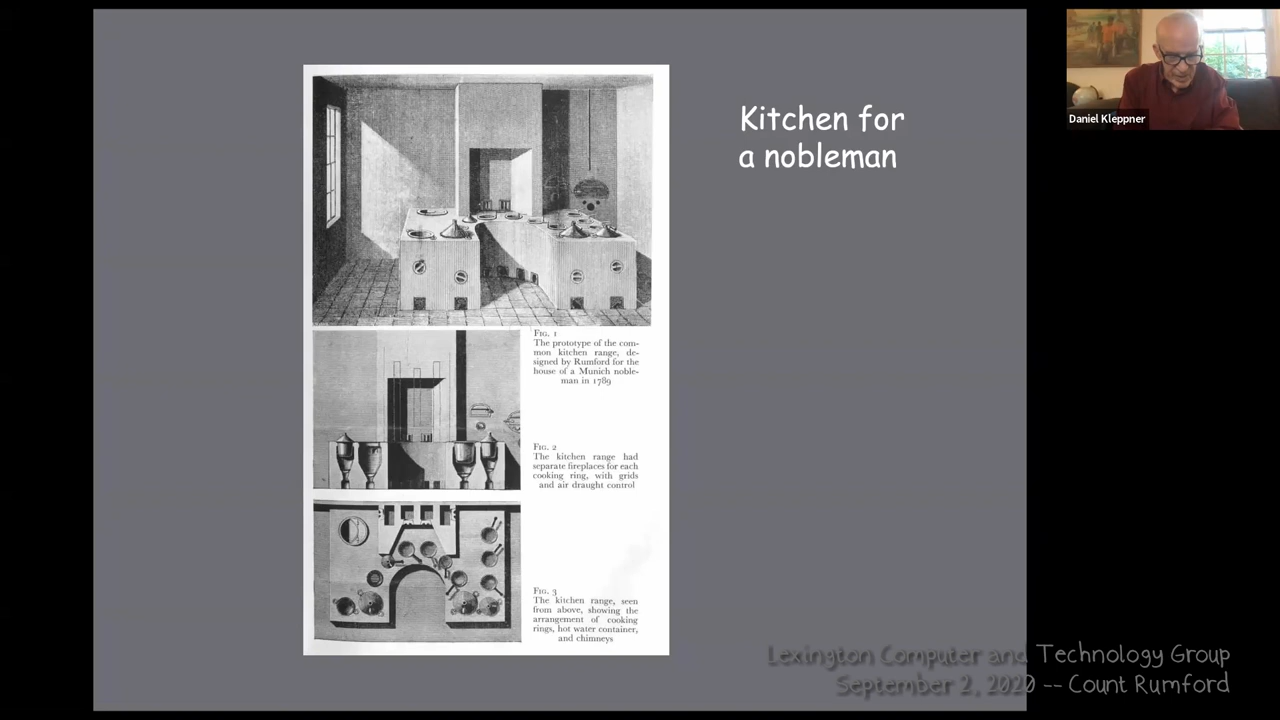 Kitchen for
a nobleman
Daniel Kleppner
FIG. 1
The prototype of the com-
mon kitchen range, de-
signed by Rumford for the
house of a Munich noble-
man in 1789
FIG. 2
The kitchen range had
separate fireplaces for each
cooking ring, with grids
and air draught control
FIG. 3
The kitchen range, seen
from above, showing the
arrangement of cooking
rings, hot water container,
and chimneys
Lexington Computer and Technology Group
September 2, 2020 -- Count Rumford